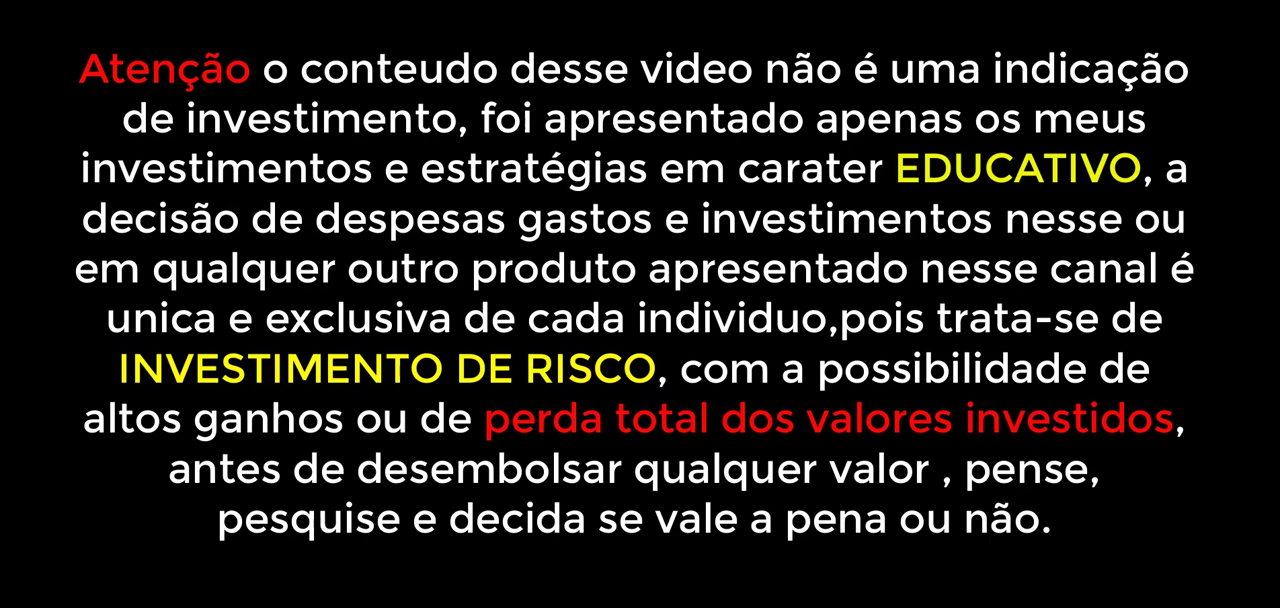 Atenção o conteudo desse video não é uma indicação
de investimento, foi apresentado apenas os meus
investimentos e estratégias em carater EDUCATIVO, a
decisão de despesas gastos e investimentos nesse ou
em qualquer outro produto apresentado nesse canal é
unica e exclusiva de cada individuo,pois trata-se de
INVESTIMENTO DE RISCO, com a possibilidade de
altos ganhos ou de perda total dos valores investidos,
antes de desembolsar qualquer valor , pense,
pesquise e decida se vale a pena ou não.